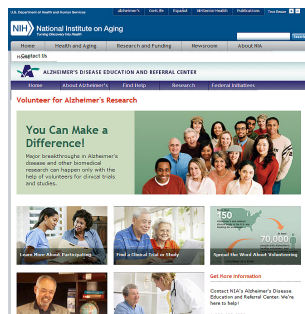 U.S. Department of Health and Human Services
Alzheimer's Go4Life Español NIHSenior Health Publications Text Size
NIH National Institute on Aging
Turning Discovery Into Health
Home Health and Aging Research and Funding Newsroom About NIA
Contact Us
ALZHEIMER'S DISEASE EDUCATION AND REFERRAL CENTER
Home About Alzheimer's Find Help Research Federal Initiatives
Volunteer for Alzheimer's Research
You Can Make a
Difference!
Major breakthroughs in Alzheimer's
disease and other biomedical
research can happen only with the
help of volunteers for clinical trials
and studies.
150
70,000
Learn More About Participating
Find a Clinical Trial or Study
Spread the Word About Volunteering
Get More Information
Contact NIA's Alzheimer's Disease
Education and Referral Center. We're
here to help!